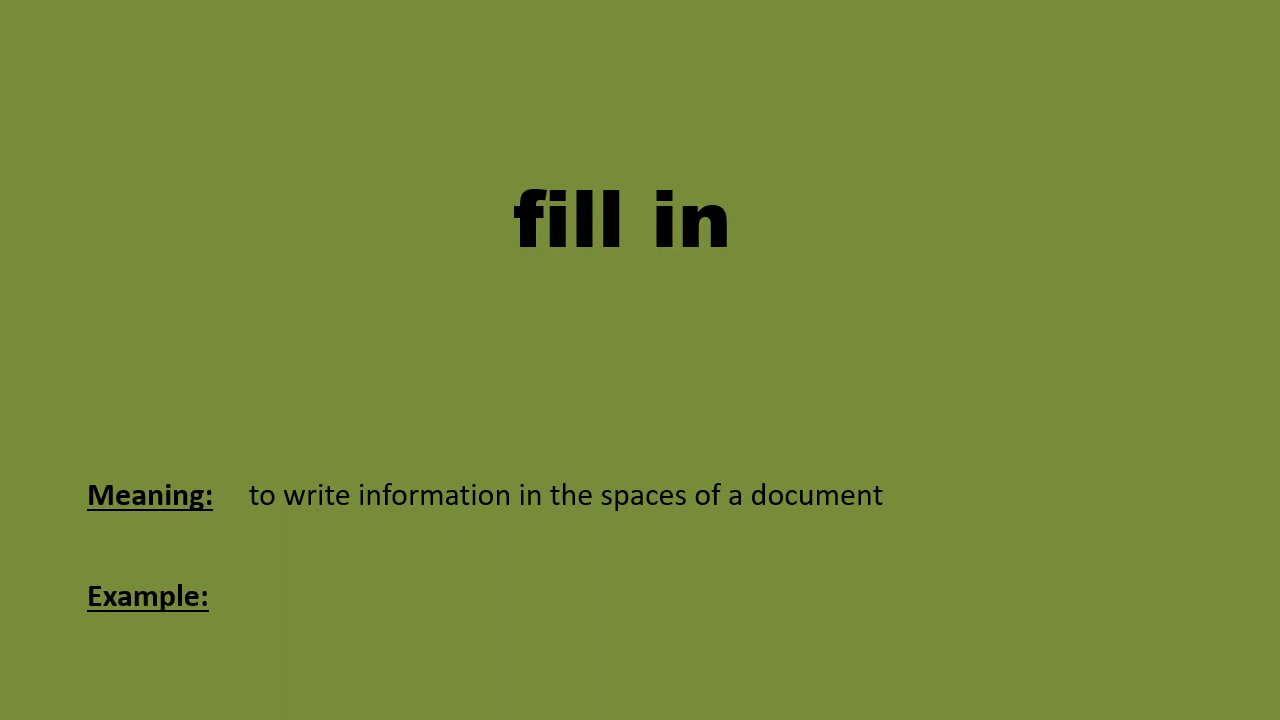 fill in
Meaning: to write information in the spaces of a document
Example: